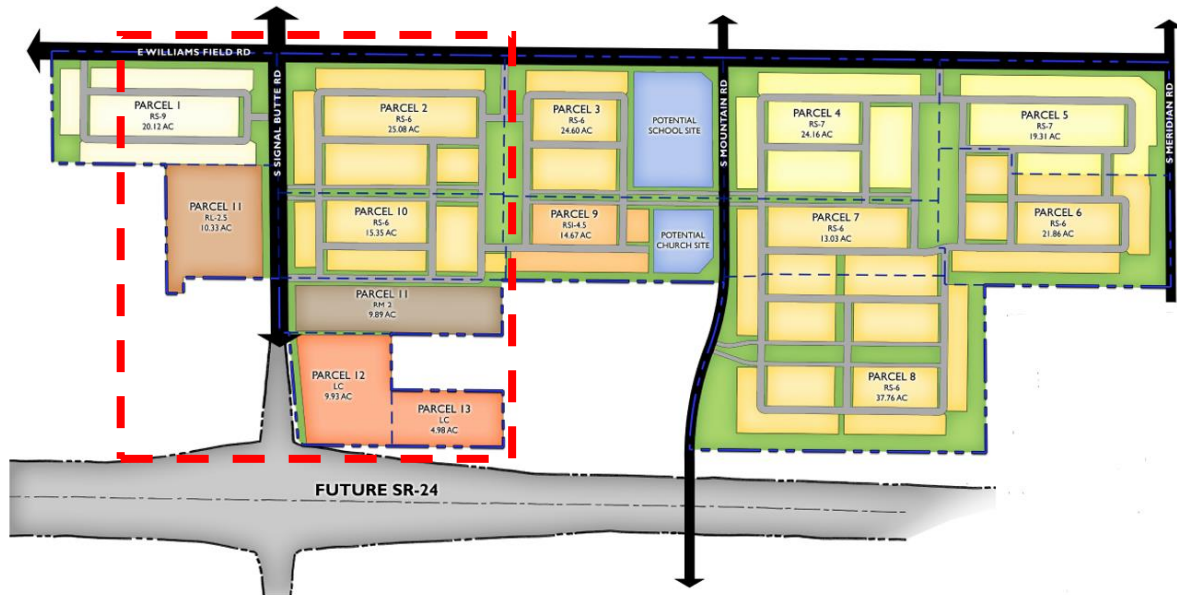 E WILLIAMS FIELD RD
S SIGNAL BUTTE RD
S MOUNTAIN RD
S MERIDIAN RD
PARCEL 1
RS-9
20.12 AC
PARCEL 2
RS-6
25.08 AC
PARCEL 3
RS-6
24.60 AC
POTENTIAL
SCHOOL SITE
PARCEL 4
RS-7
24.16 AC
PARCEL 5
RS-7
19.31 AC
PARCEL 11
RL-2.5
10.33 AC
PARCEL 10
RS-6
15.35 AC
PARCEL 9
RSL-4.5
14.67 AC
POTENTIAL
CHURCH SITE
PARCEL 7
RS-6
13.03 AC
PARCEL 6
RS-6
21.86 AC
PARCEL 11
RM 2
9.89 AC
PARCEL 12
LC
9.93 AC
PARCEL 13
LC
4.98 AC
PARCEL 8
RS-6
37.76 AC
FUTURE SR-24